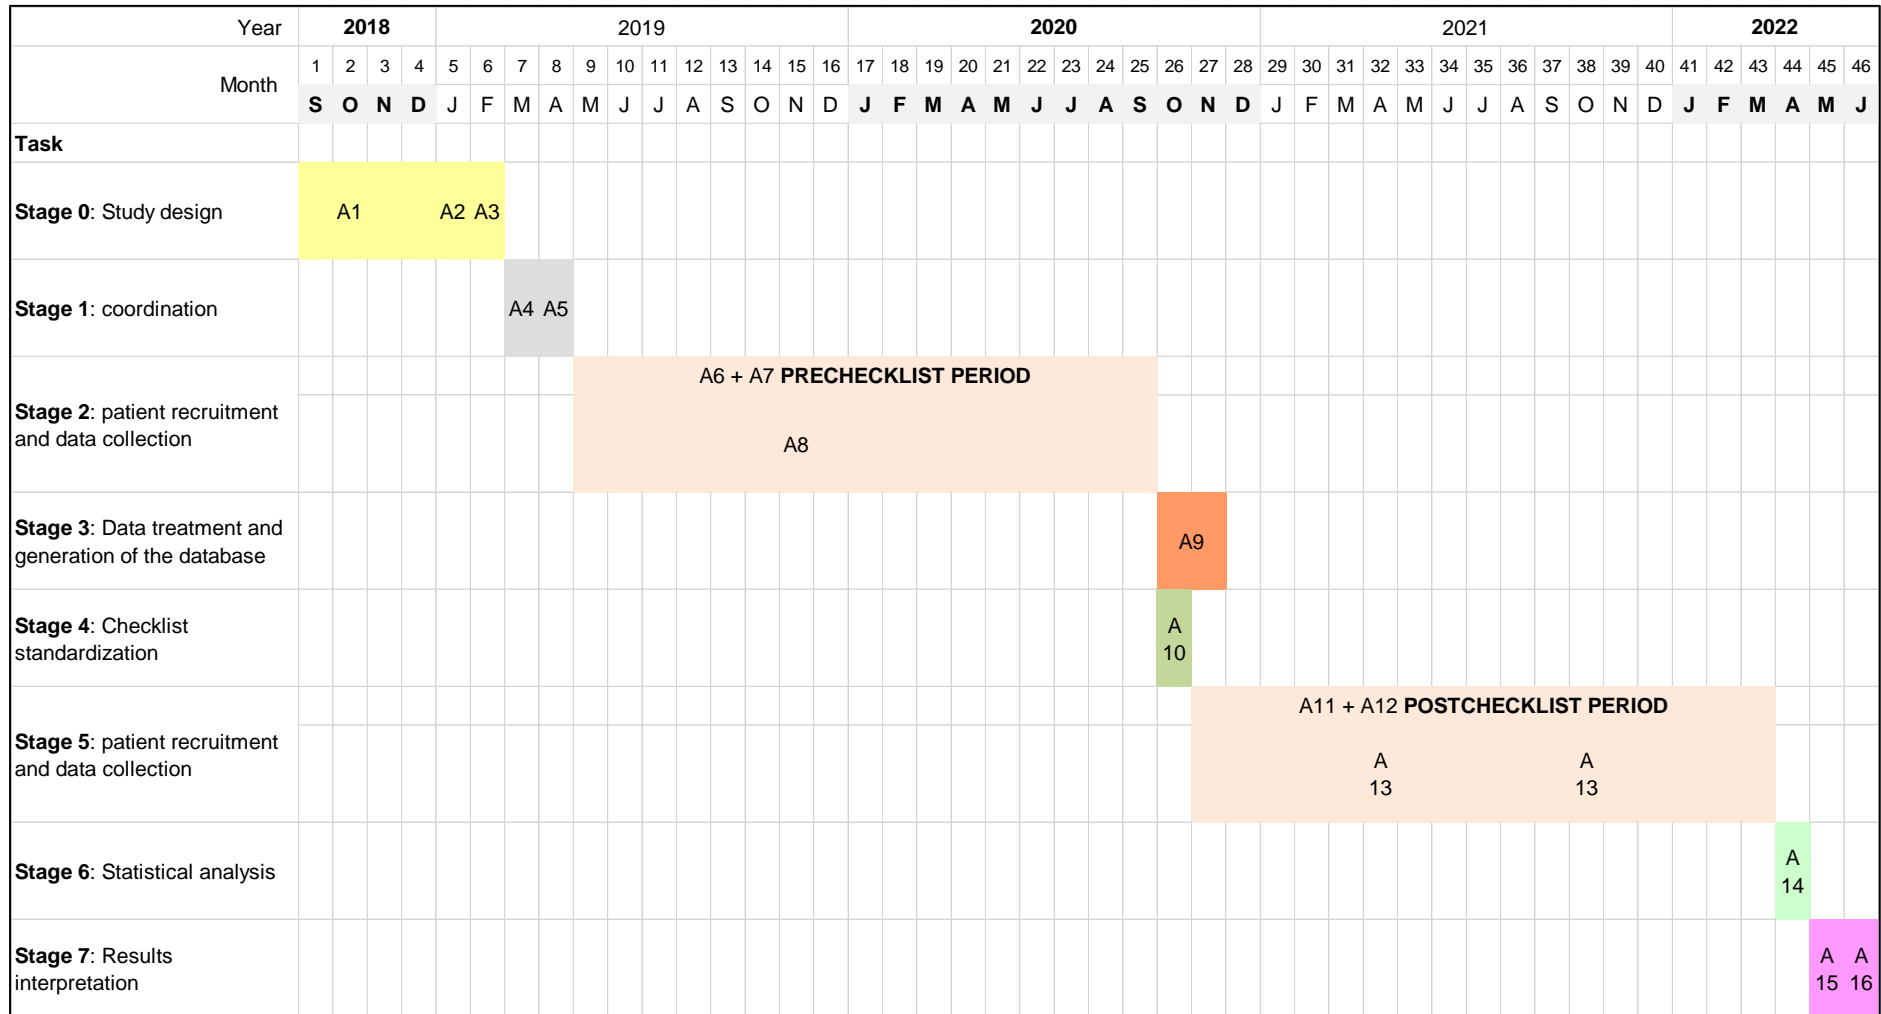 Year 2018 2019 2020 2021 2022
Month
1 2 3 4 5 6 7 8 9 10 11 12 13 14 15 16 17 18 19 20 21 22 23 24 25 26 27 28 29 30 31 32 33 34 35 36 37 38 39 40 41 42 43 44 45 46
S O N D J F M A M J J A S O N D J F M A M J J A S O N D J F M A M J J A S O N D J F M A M J
Task
Stage 0: Study design
A1 A2 A3
Stage 1: coordination
A4 A5
Stage 2: patient recruitment
and data collection
A6 + A7 PRECHECKLIST PERIOD
A8
Stage 3: Data treatment and
generation of the database
A9
Stage 4: Checklist
standardization
A
10
Stage 5: patient recruitment
and data collection
A11 + A12 POSTCHECKLIST PERIOD
A A
13 13
Stage 6: Statistical analysis
A
14
Stage 7: Results
interpretation
A A
15 16